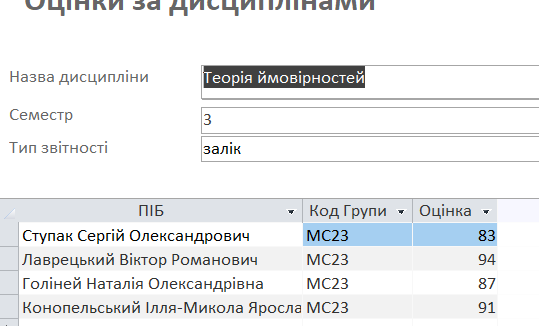 Оцінки за дисциплінами
Назва дисципліни Теорія ймовірностей
Семестр 3
Тип звітності залік
ПІБ Код Групи Оцінка
Ступак Сергій Олександрович МС23 83
Лаврецький Віктор Романович МС23 94
Голіней Наталія Олександрівна МС23 87
Конопельський Ілля-Микола Яросла МС23 91